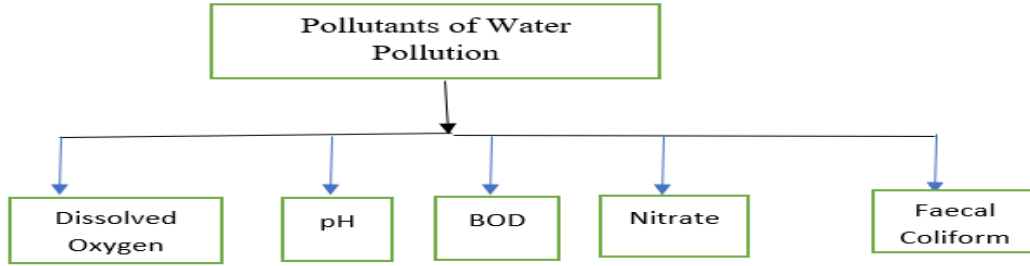 Pollutants of Water
Pollution
Dissolved
Oxygen
pH
BOD
Nitrate
Faecal
Coliform